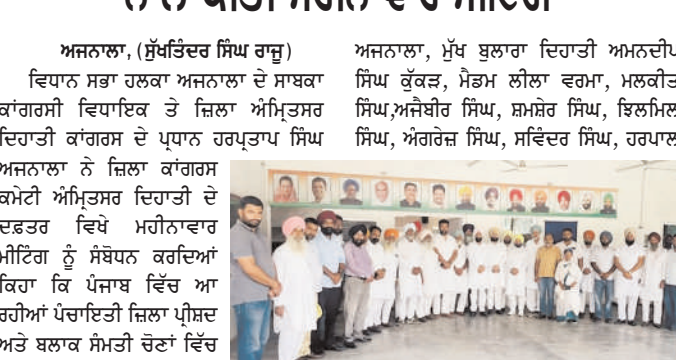 ਅਜਨਾਲਾ, (ਸੁੱਖਤਿੰਦਰ ਸਿੰਘ ਰਾਜੂ)
ਵਿਧਾਨ ਸਭਾ ਹਲਕਾ ਅਜਨਾਲਾ ਦੇ ਸਾਬਕਾ
ਕਾਂਗਰਸੀ ਵਿਧਾਇਕ ਤੇ ਜ਼ਿਲਾ ਅੰਮ੍ਰਿਤਸਰ
ਦਿਹਾਤੀ ਕਾਂਗਰਸ ਦੇ ਪ੍ਰਧਾਨ ਹਰਪ੍ਰਤਾਪ ਸਿੰਘ
ਅਜਨਾਲਾ ਨੇ ਜ਼ਿਲਾ ਕਾਂਗਰਸ
ਕਮੇਟੀ ਅੰਮ੍ਰਿਤਸਰ ਦਿਹਾਤੀ ਦੇ
ਦਫ਼ਤਰ ਵਿਖੇ ਮਹੀਨਾਵਾਰ
ਮੀਟਿੰਗ ਨੂੰ ਸੰਬੋਧਨ ਕਰਦਿਆਂ
ਕਿਹਾ ਕਿ ਪੰਜਾਬ ਵਿੱਚ ਆ
ਰਹੀਆਂ ਪੰਚਾਇਤੀ ਜ਼ਿਲਾ ਪ੍ਰੀਸ਼ਦ
ਅਤੇ ਬਲਾਕ ਸੰਮਤੀ ਚੋਣਾਂ ਵਿੱਚ
ਅਜਨਾਲਾ, ਮੁੱਖ ਬੁਲਾਰਾ ਦਿਹਾਤੀ ਅਮਨਦੀਪ
ਸਿੰਘ ਕੁੱਕੜ, ਮੈਡਮ ਲੀਲਾ ਵਰਮਾ, ਮਲਕੀਤ
ਸਿੰਘ,ਅਜੈਬੀਰ ਸਿੰਘ, ਸ਼ਮਸ਼ੇਰ ਸਿੰਘ, ਝਿਲਮਿਲ
ਸਿੰਘ, ਅੰਗਰੇਜ਼ ਸਿੰਘ, ਸਵਿੰਦਰ ਸਿੰਘ, ਹਰਪਾਲ